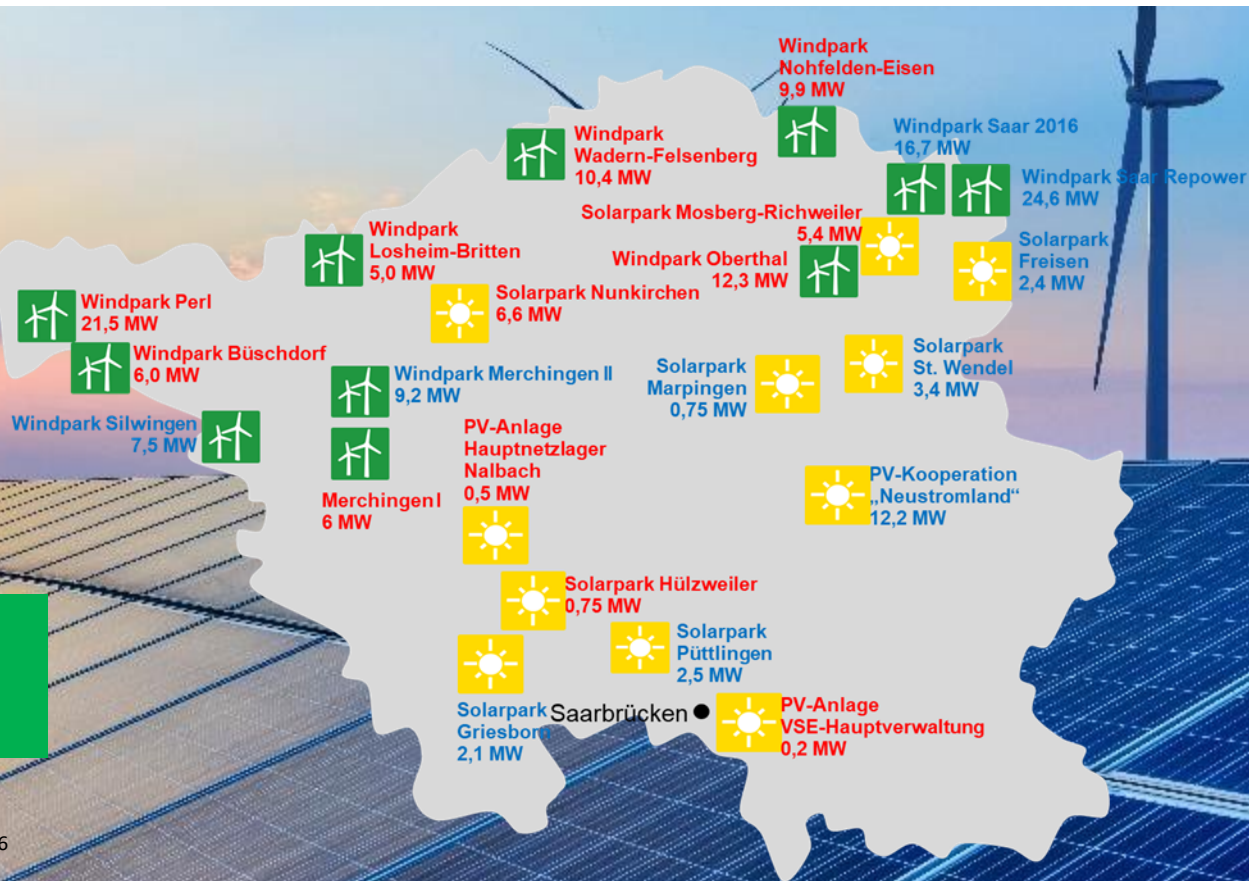 Windpark
Nohfelden-Eisen
9,9 MW
Windpark Saar 2016
16,7 MW
Windpark
Wadern-Felsenberg
10,4 MW
Windpark Saar Repower
24,6 MW
Solarpark Mosberg-Richweiler
5,4 MW
Windpark
Losheim-Britten
5,0 MW
Solarpark
Freisen
2,4 MW
Windpark Oberthal
12,3 MW
Solarpark Nunkirchen
6,6 MW
Windpark Perl
21,5 MW
Windpark Büschdorf
6,0 MW
Solarpark
St. Wendel
3,4 MW
Solarpark
Marpingen
0,75 MW
Windpark Merchingen II
9,2 MW
Windpark Silwingen
7,5 MW
PV-Anlage
Hauptnetzlager
Nalbach
0,5 MW
PV-Kooperation
„Neustromland“
12,2 MW
Merchingen I
6 MW
Solarpark Hülzweiler
0,75 MW
Solarpark
Püttlingen
2,5 MW
Solarpark
Griesborn
2,1 MW
Saarbrücken
PV-Anlage
VSE-Hauptverwaltung
0,2 MW
6